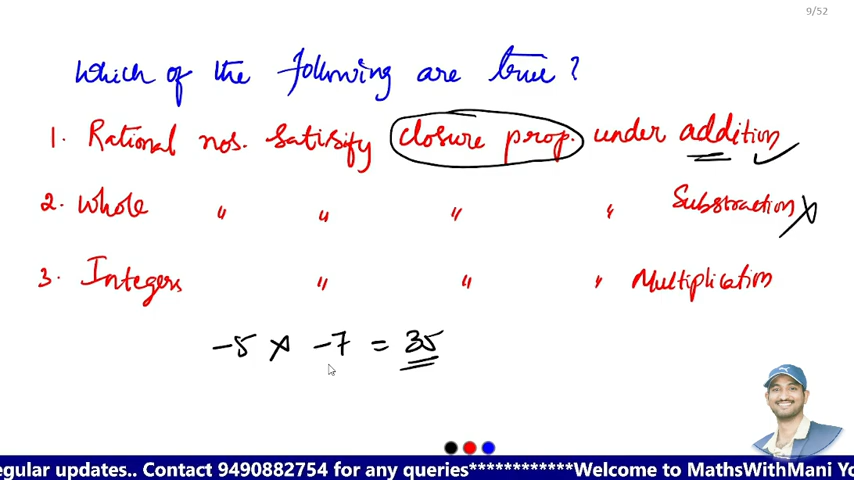 9/52
Which of the following are true?
1. Rational nos. Satisify closure prop. under addition ✓
2. Whole " " " " Substraction ×
3. Integers " " " Multiplication
-5 × -7 = 35
egular updates.. Contact 9490882754 for any queries************Welcome to MathsWithMani Yo